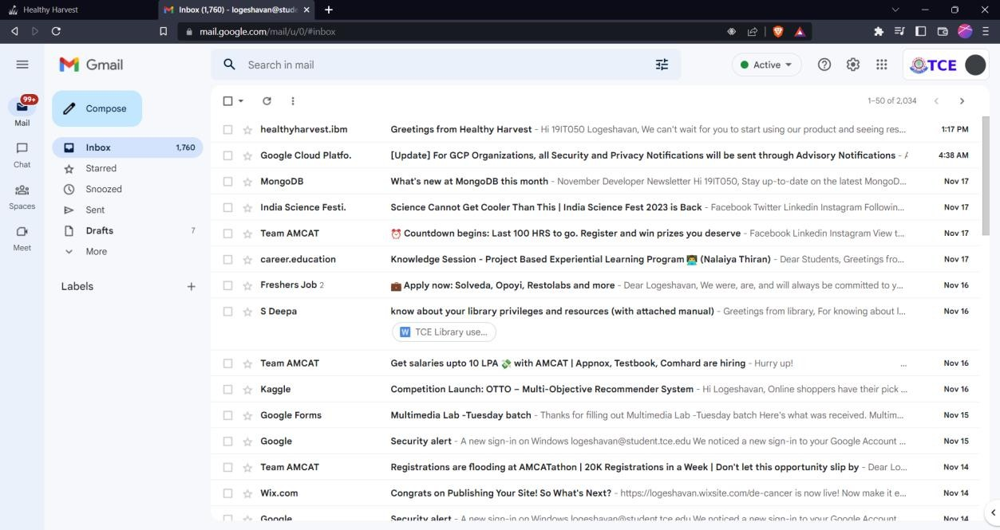 Healthy Harvest
Inbox (1,760) - logeshavan@stude
mail.google.com/mail/u/0/#inbox
Gmail
Search in mail
Active
TCE
99+
Mail
Chat
Spaces
Meet
Compose
Inbox 1,760
Starred
Snoozed
Sent
Drafts 7
More
Labels
1–50 of 2,034
healthyharvest.ibm Greetings from Healthy Harvest - Hi 19IT050 Logeshavan, We can't wait for you to start using our product and seeing res... 1:17 PM
Google Cloud Platfo. [Update] For GCP Organizations, all Security and Privacy Notifications will be sent through Advisory Notifications - 4:38 AM
MongoDB What's new at MongoDB this month - November Developer Newsletter Hi 19IT050, Stay up-to-date on the latest MongoD... Nov 17
India Science Festi. Science Cannot Get Cooler Than This | India Science Fest 2023 is Back - Facebook Twitter Linkedin Instagram Followin... Nov 17
Team AMCAT ⏰ Countdown begins: Last 100 HRS to go. Register and win prizes you deserve - Facebook Linkedin Instagram View t... Nov 17
career.education Knowledge Session - Project Based Experiential Learning Program 👨‍💻 (Nalaiya Thiran) - Dear Students, Greetings fro... Nov 17
Freshers Job 2 💼 Apply now: Solveda, Opoyi, Restolabs and more - Dear Logeshavan, We were, are, and will always be committed to y... Nov 16
S Deepa know about your library privileges and resources (with attached manual) - Greetings from library, For knowing about l... Nov 16
W TCE Library use...
Team AMCAT Get salaries upto 10 LPA 💸 with AMCAT | Appnox, Testbook, Comhard are hiring - Hurry up! ... Nov 16
Kaggle Competition Launch: OTTO – Multi-Objective Recommender System - Hi Logeshavan, Online shoppers have their pick ... Nov 16
Google Forms Multimedia Lab -Tuesday batch - Thanks for filling out Multimedia Lab -Tuesday batch Here's what was received. Multim... Nov 15
Google Security alert - A new sign-in on Windows logeshavan@student.tce.edu We noticed a new sign-in to your Google Account ... Nov 15
Team AMCAT Registrations are flooding at AMCATathon | 20K Registrations in a Week | Don't let this opportunity slip by - Dear Lo... Nov 14
Wix.com Congrats on Publishing Your Site! So What's Next? - https://logeshavan.wixsite.com/de-cancer is now live! Now make it e... Nov 14
Google Security alert - A new sign-in on Windows logeshavan@student.tce.edu We noticed a new sign-in to your Google Account Nov 14